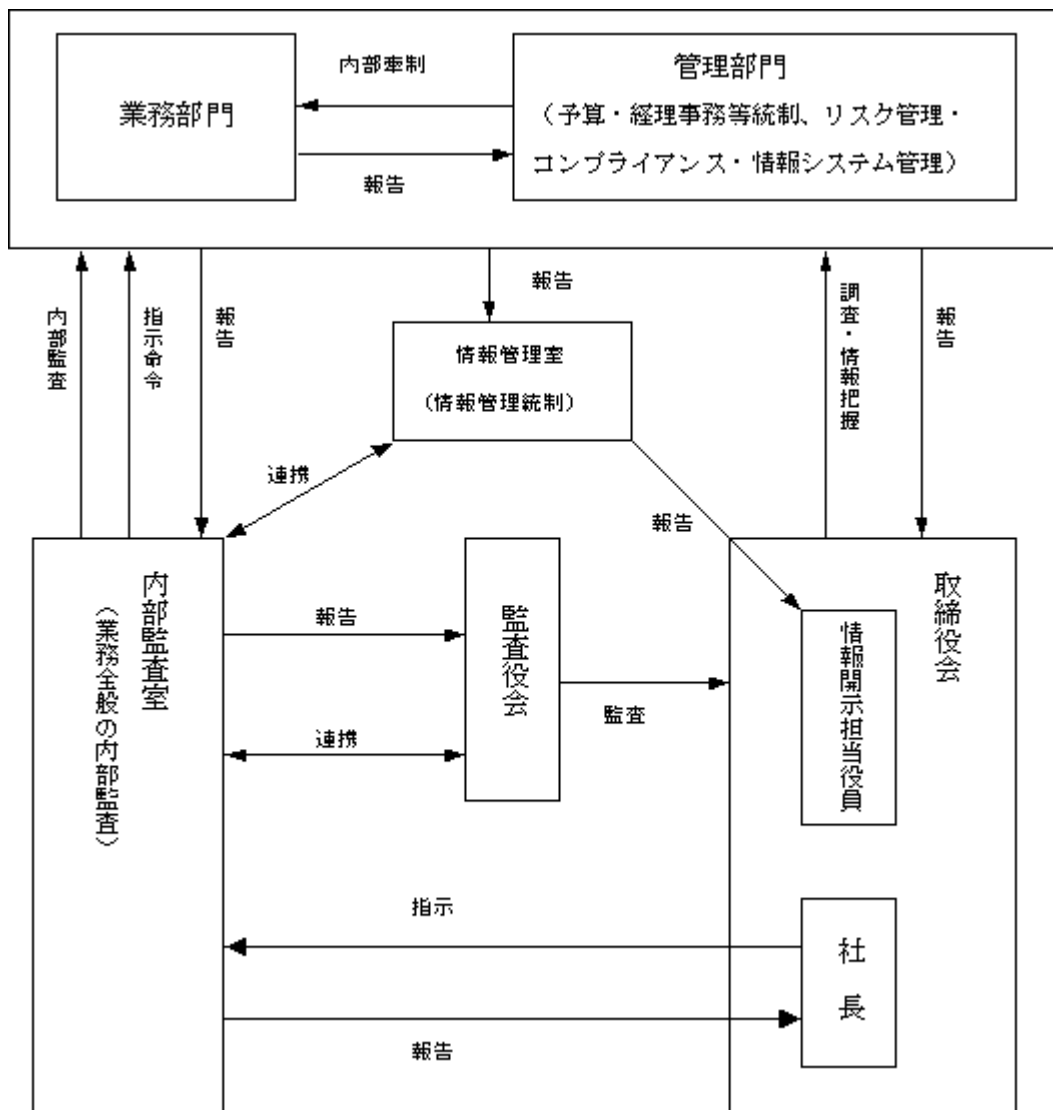 内部牽制
業務部門
管理部門
（予算・経理事務等統制、リスク管理・
コンプライアンス・情報システム管理）
報告
内部監査
指示命令
報告
報告
調査・情報把握
報告
情報管理室
（情報管理統制）
連携
報告
内部監査室
（業務全般の内部監査）
報告
連携
監査役会
監査
取締役会
情報開示担当役員
指示
社長
報告